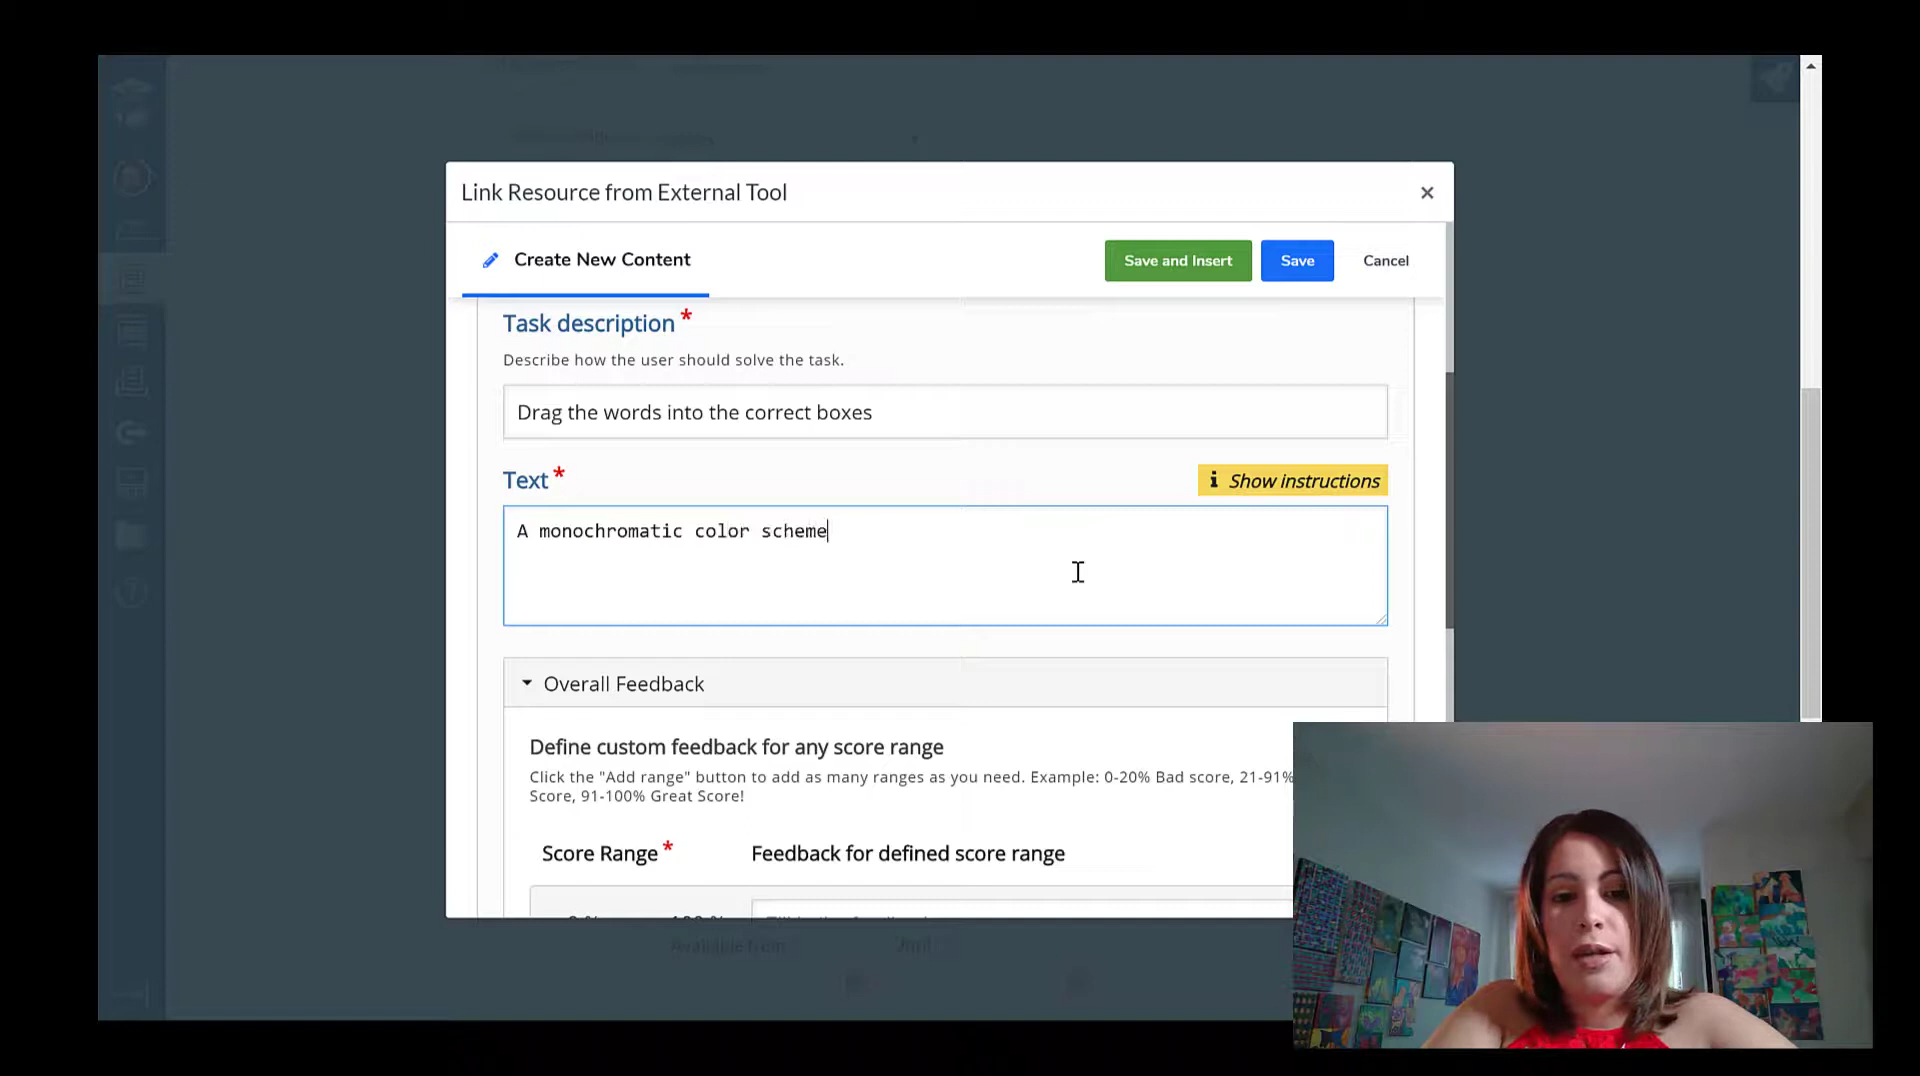 Link Resource from External Tool
×
Create New Content
Save and Insert
Save
Cancel
Task description *
Describe how the user should solve the task.
Drag the words into the correct boxes
Text *
Show instructions
A monochromatic color scheme
Overall Feedback
Define custom feedback for any score range
Click the "Add range" button to add as many ranges as you need. Example: 0-20% Bad score, 21-91%
Score, 91-100% Great Score!
Score Range *
Feedback for defined score range
Available from
Until